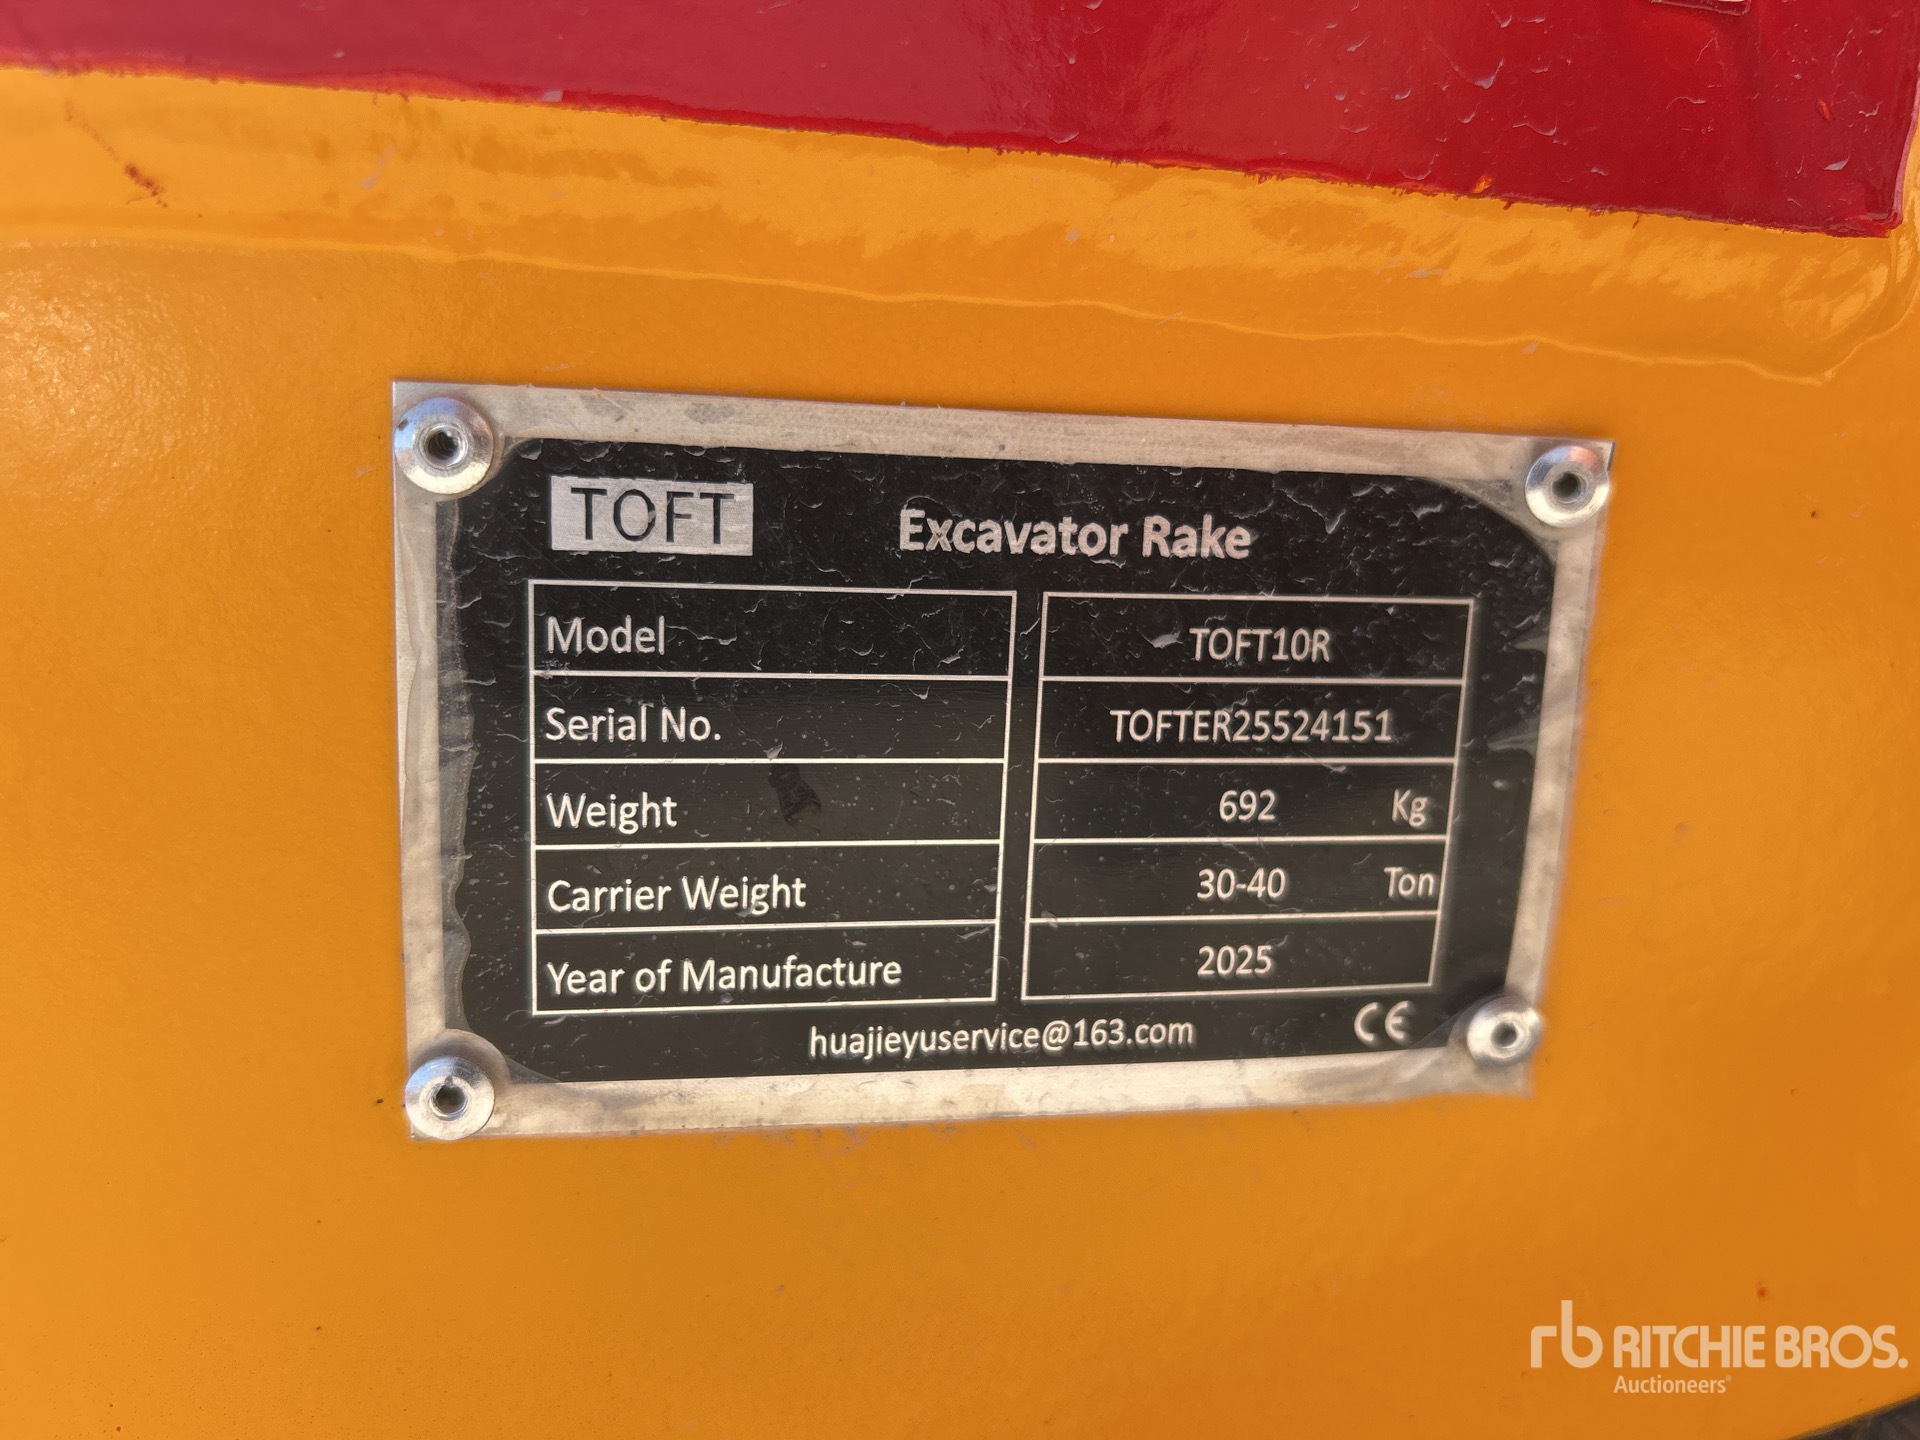 TOFT Excavator Rake
Model TOFT10R
Serial No. TOFTER25524151
Weight 692 Kg
Carrier Weight 30-40 Ton
Year of Manufacture 2025
huajieyuservice@163.com CE
rb RITCHIE BROS.
Auctioneers